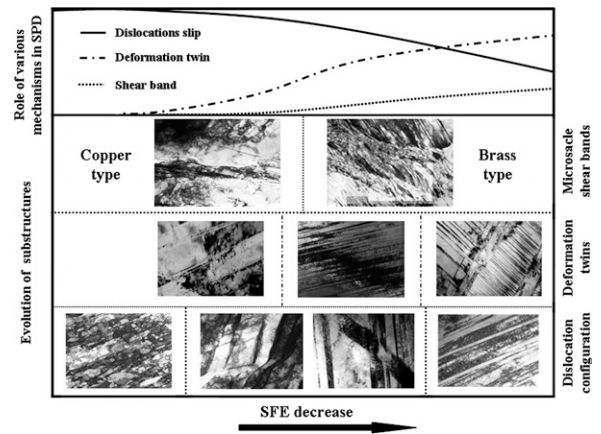 Role of various
mechanisms in SPD
Dislocations slip
Deformation twin
Shear band
Evolution of substructures
Copper
type
Brass
type
Microsacle
shear bands
Deformation
twins
Dislocation
configuration
SFE decrease